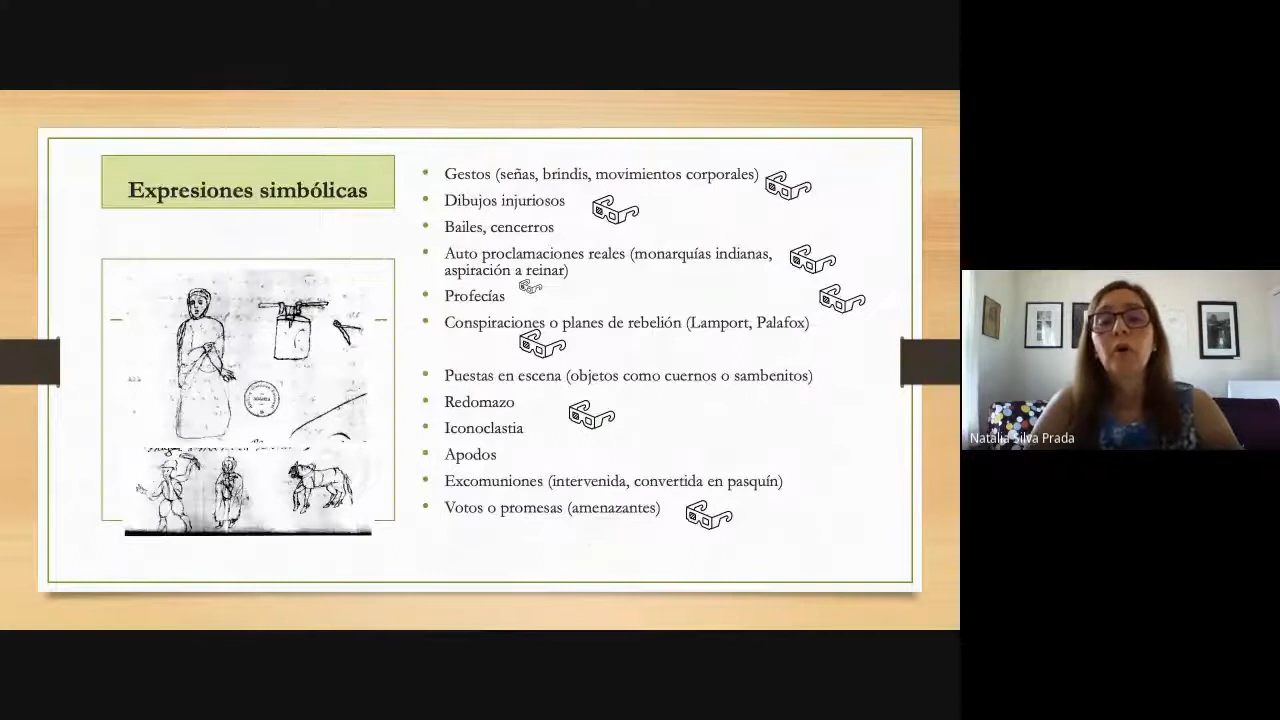 Expresiones simbólicas
• Gestos (señas, brindis, movimientos corporales)
• Dibujos injuriosos
• Bailes, cencerros
• Auto proclamaciones reales (monarquías indianas,
aspiración a reinar)
• Profecías
• Conspiraciones o planes de rebelión (Lamport, Palafox)
• Puestas en escena (objetos como cuernos o sambenitos)
• Redomazo
• Iconoclastia
• Apodos
• Excomuniones (intervenida, convertida en pasquín)
• Votos o promesas (amenazantes)
Natalia Silva Prada